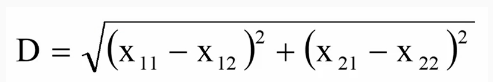 D = √((x₁₁ − x₁₂)² + (x₂₁ − x₂₂)²)